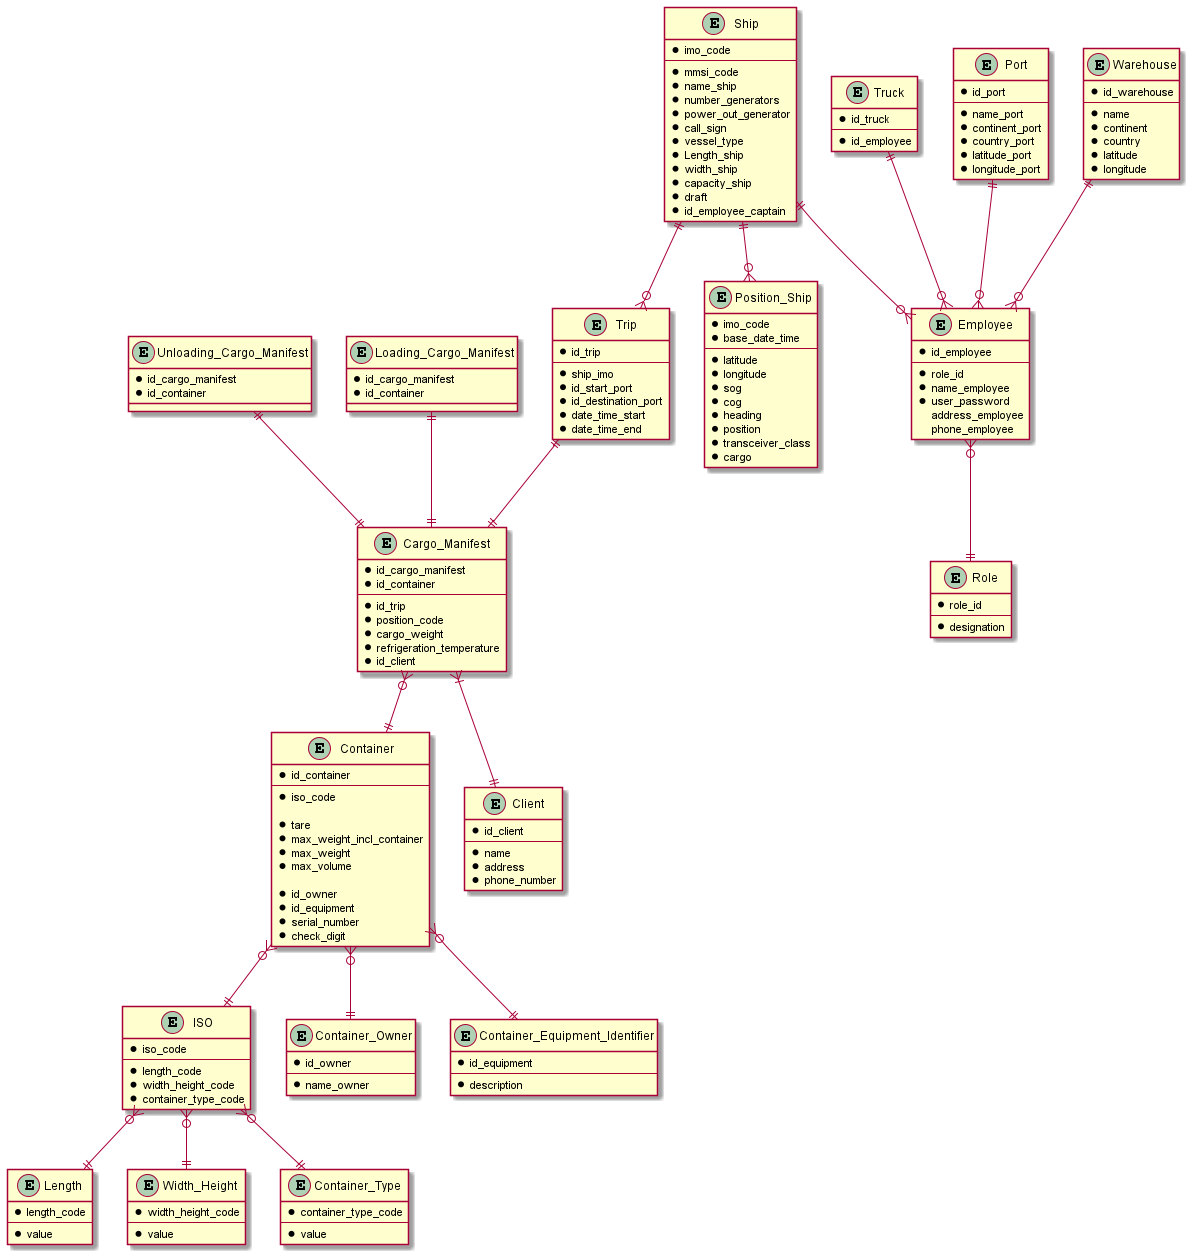 E Ship
imo_code
mmsi_code
name_ship
number_generators
power_out_generator
call_sign
vessel_type
Length_ship
width_ship
capacity_ship
draft
id_employee_captain
E Truck
id_truck
id_employee
E Port
id_port
name_port
continent_port
country_port
latitude_port
longitude_port
E Warehouse
id_warehouse
name
continent
country
latitude
longitude
E Unloading_Cargo_Manifest
id_cargo_manifest
id_container
E Loading_Cargo_Manifest
id_cargo_manifest
id_container
E Trip
id_trip
ship_imo
id_start_port
id_destination_port
date_time_start
date_time_end
E Position_Ship
imo_code
base_date_time
latitude
longitude
sog
cog
heading
position
transceiver_class
cargo
E Employee
id_employee
role_id
name_employee
user_password
address_employee
phone_employee
E Cargo_Manifest
id_cargo_manifest
id_container
id_trip
position_code
cargo_weight
refrigeration_temperature
id_client
E Role
role_id
designation
E Container
id_container
iso_code
tare
max_weight_incl_container
max_weight
max_volume
id_owner
id_equipment
serial_number
check_digit
E Client
id_client
name
address
phone_number
E ISO
iso_code
length_code
width_height_code
container_type_code
E Container_Owner
id_owner
name_owner
E Container_Equipment_Identifier
id_equipment
description
E Length
length_code
value
E Width_Height
width_height_code
value
E Container_Type
container_type_code
value